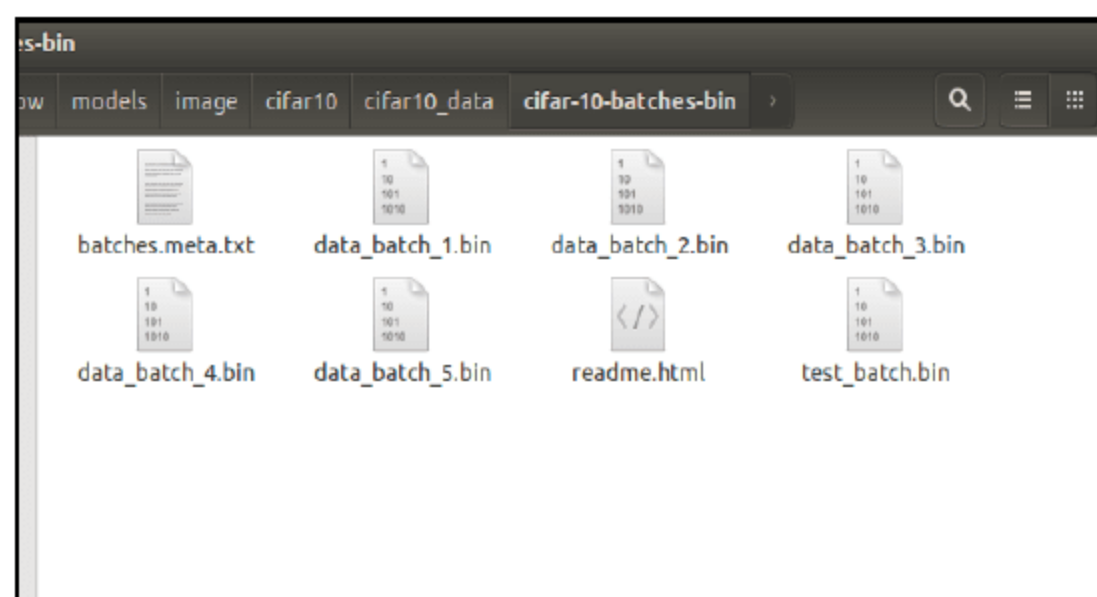 s-bin
ow models image cifar10 cifar10_data cifar-10-batches-bin
batches.meta.txt data_batch_1.bin data_batch_2.bin data_batch_3.bin
data_batch_4.bin data_batch_5.bin readme.html test_batch.bin